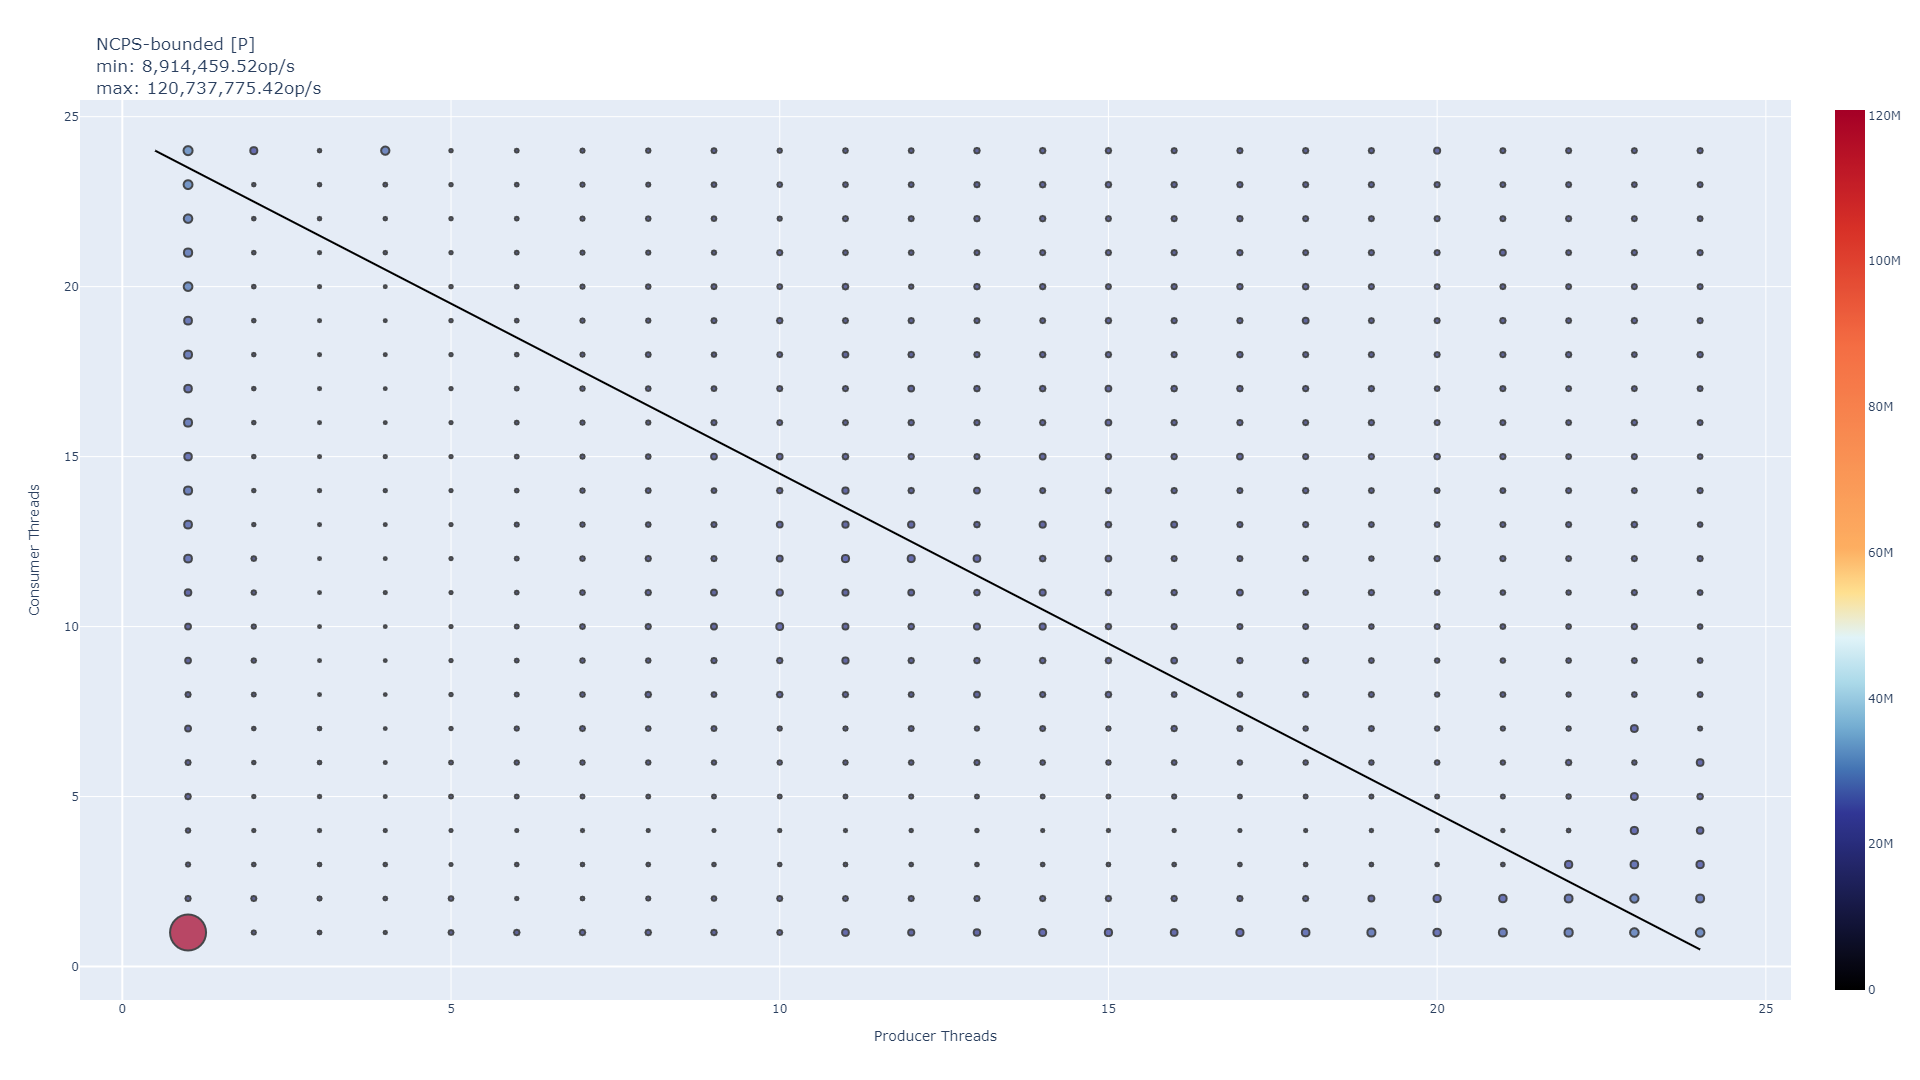 NCPS-bounded [P]
min: 8,914,459.52op/s
max: 120,737,775.42op/s
25
20
15
10
5
0
Consumer Threads
0
5
10
15
20
25
Producer Threads
120M
100M
80M
60M
40M
20M
0